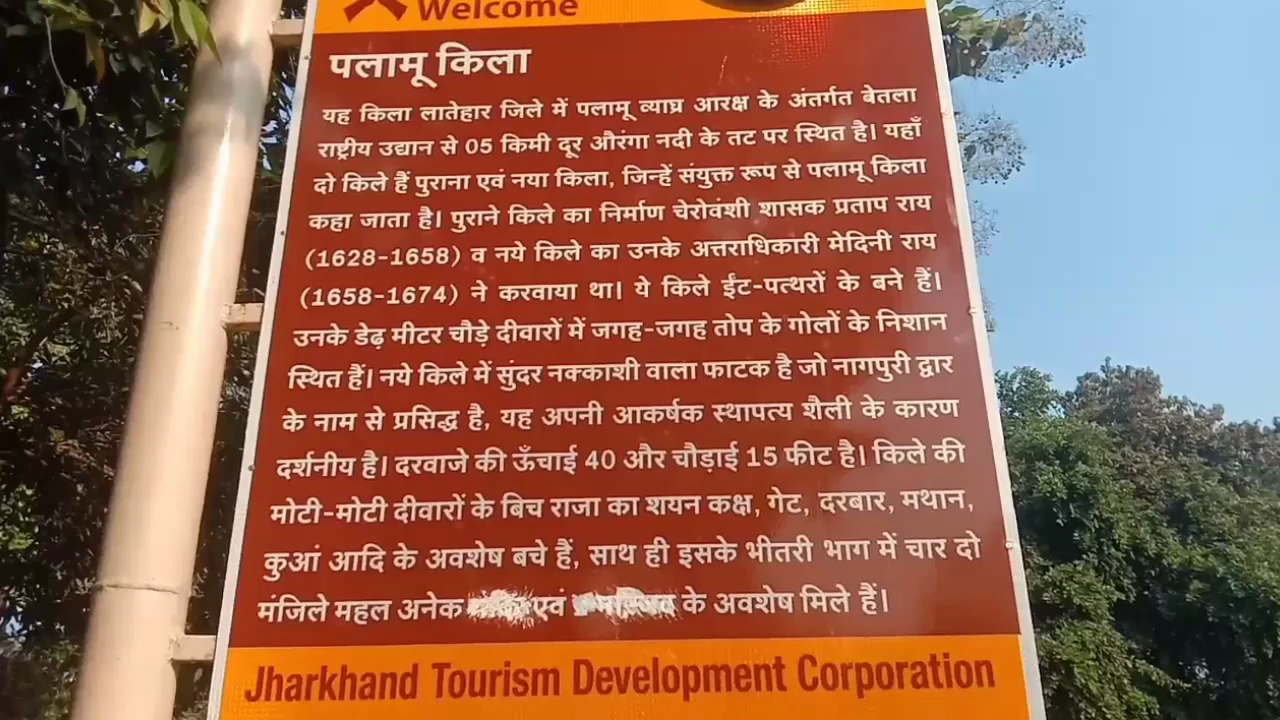 Welcome
पलामू किला
यह किला लातेहार जिले में पलामू व्याघ्र आरक्ष के अंतर्गत बेतला
राष्ट्रीय उद्यान से 05 किमी दूर औरंगा नदी के तट पर स्थित है। यहाँ
दो किले हैं पुराना एवं नया किला, जिन्हें संयुक्त रूप से पलामू किला
कहा जाता है। पुराने किले का निर्माण चेरोवंशी शासक प्रताप राय
(1628-1658) व नये किले का उनके अत्तराधिकारी मेदिनी राय
(1658-1674) ने करवाया था। ये किले ईंट-पत्थरों के बने हैं।
उनके डेढ़ मीटर चौड़े दीवारों में जगह-जगह तोप के गोलों के निशान
स्थित हैं। नये किले में सुंदर नक्काशी वाला फाटक है जो नागपुरी द्वार
के नाम से प्रसिद्ध है, यह अपनी आकर्षक स्थापत्य शैली के कारण
दर्शनीय है। दरवाजे की ऊँचाई 40 और चौड़ाई 15 फीट है। किले की
मोटी-मोटी दीवारों के बिच राजा का शयन कक्ष, गेट, दरबार, मथान,
कुआं आदि के अवशेष बचे हैं, साथ ही इसके भीतरी भाग में चार दो
मंजिले महल अनेक एवं के अवशेष मिले हैं।
Jharkhand Tourism Development Corporation